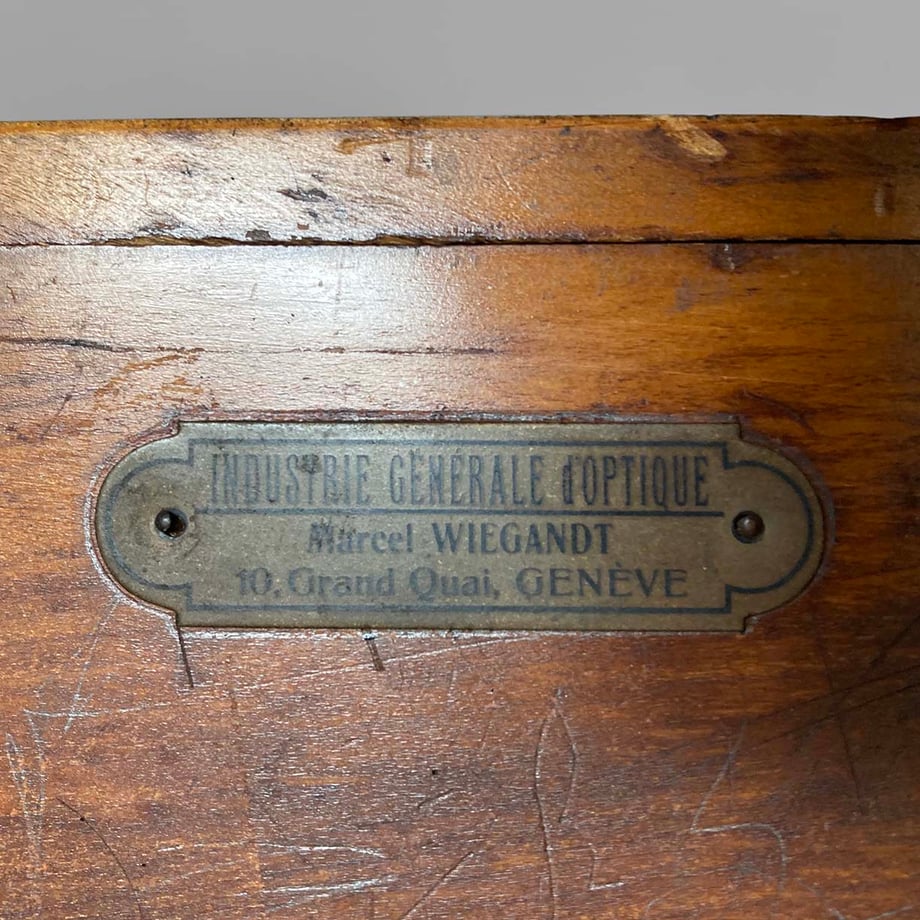 INDUSTRIE GÉNÉRALE d'OPTIQUE
Marcel WIEGANDT
10, Grand Quai, GENÈVE